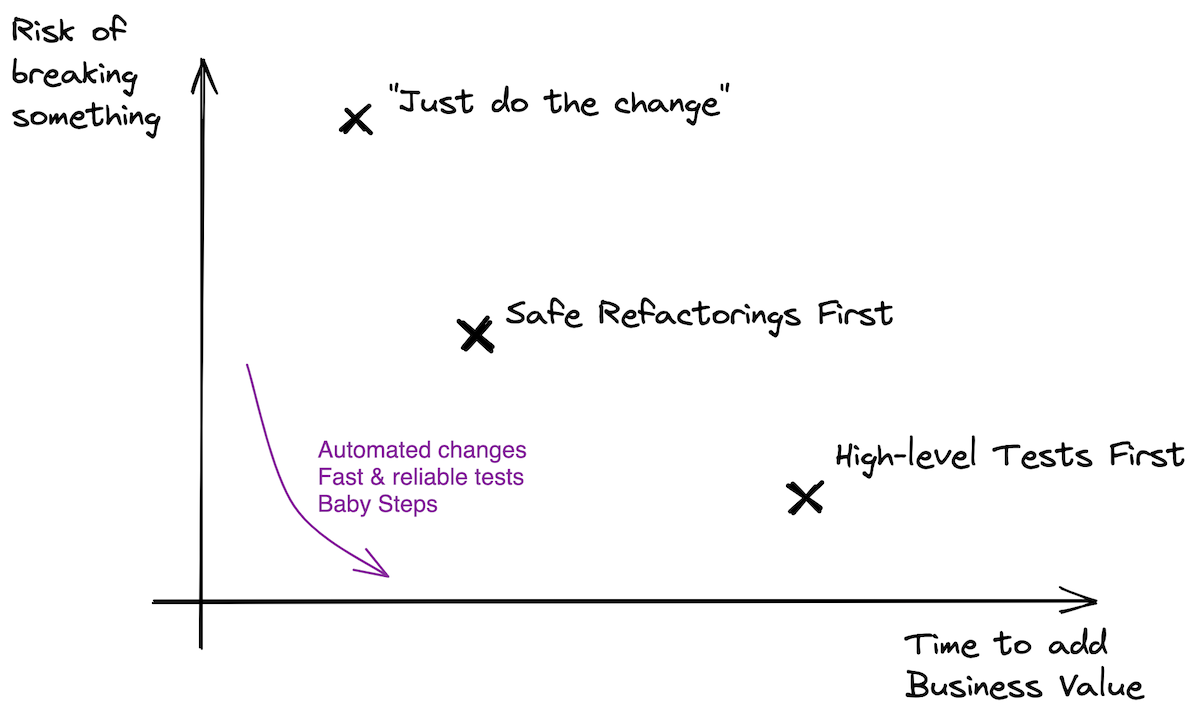 Risk of
breaking
something
"Just do the change"
Safe Refactorings First
High-level Tests First
Automated changes
Fast & reliable tests
Baby Steps
Time to add
Business Value